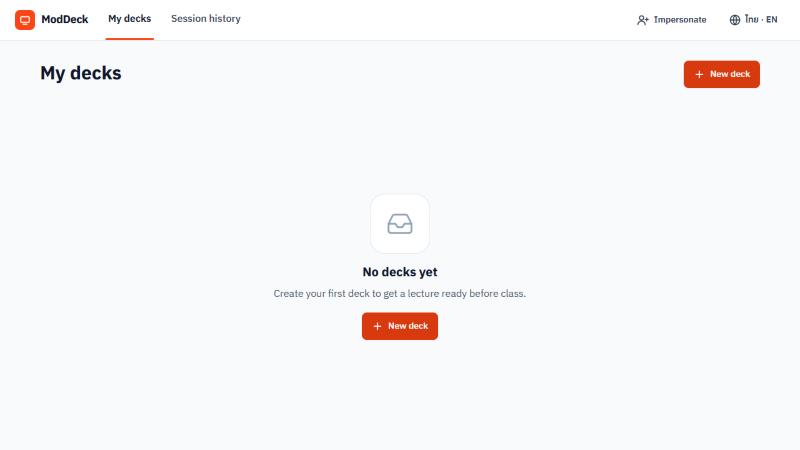 ModDeck
My decks
Session history
Impersonate
ไทย · EN
My decks
New deck
No decks yet
Create your first deck to get a lecture ready before class.
New deck